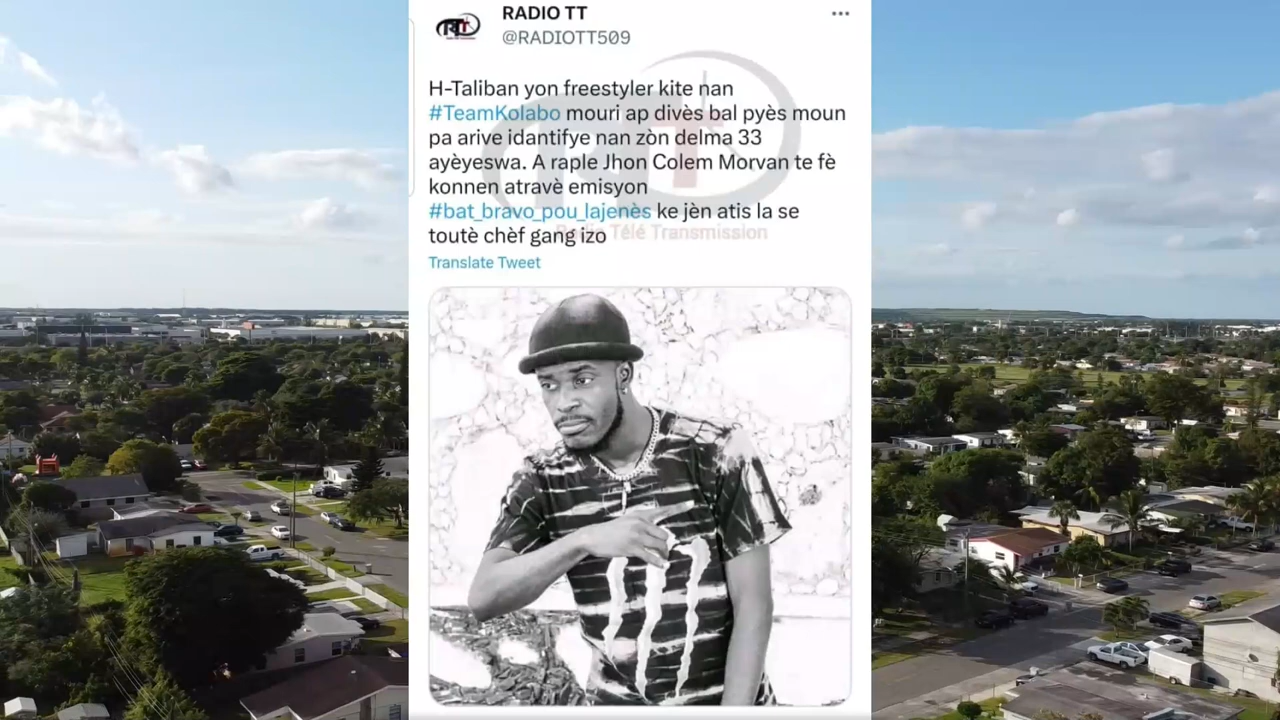 RADIO TT
@RADIOTT509
H-Taliban yon freestyler kite nan
#TeamKolabo mouri ap divès bal pyès moun
pa arive idantifye nan zòn delma 33
ayèyeswa. A raple Jhon Colem Morvan te fè
konnen atravè emisyon
#bat_bravo_pou_lajenès ke jèn atis la se
toutè chèf gang izo
Télé Transmission
Translate Tweet